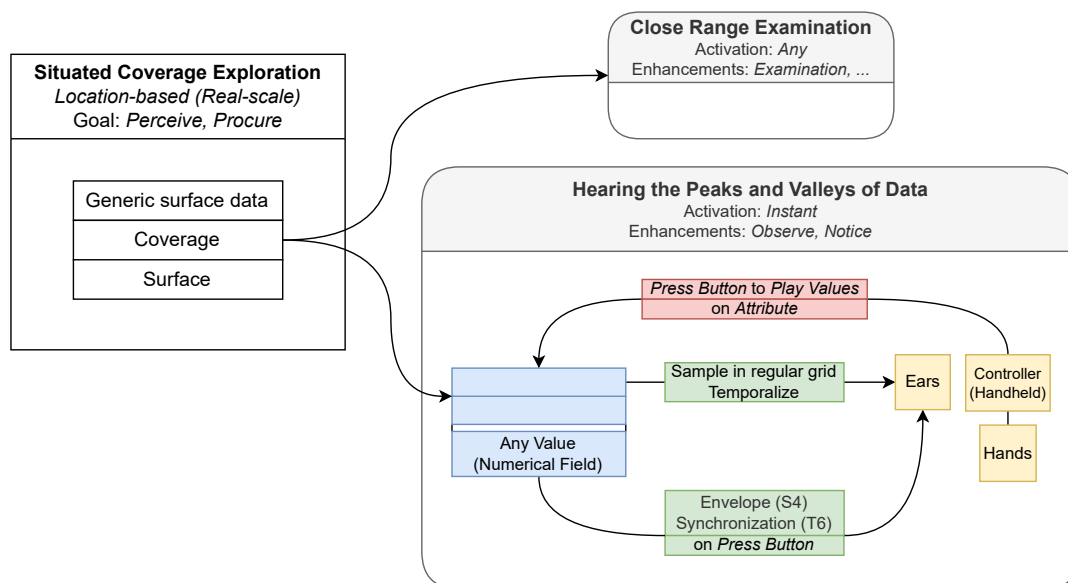 Situated Coverage Exploration
Location-based (Real-scale)
Goal: Perceive, Procure
Generic surface data
Coverage
Surface
Close Range Examination
Activation: Any
Enhancements: Examination, ...
Hearing the Peaks and Valleys of Data
Activation: Instant
Enhancements: Observe, Notice
Press Button to Play Values
on Attribute
Sample in regular grid
Temporalize
Ears
Controller
(Handheld)
Hands
Any Value
(Numerical Field)
Envelope (S4)
Synchronization (T6)
on Press Button